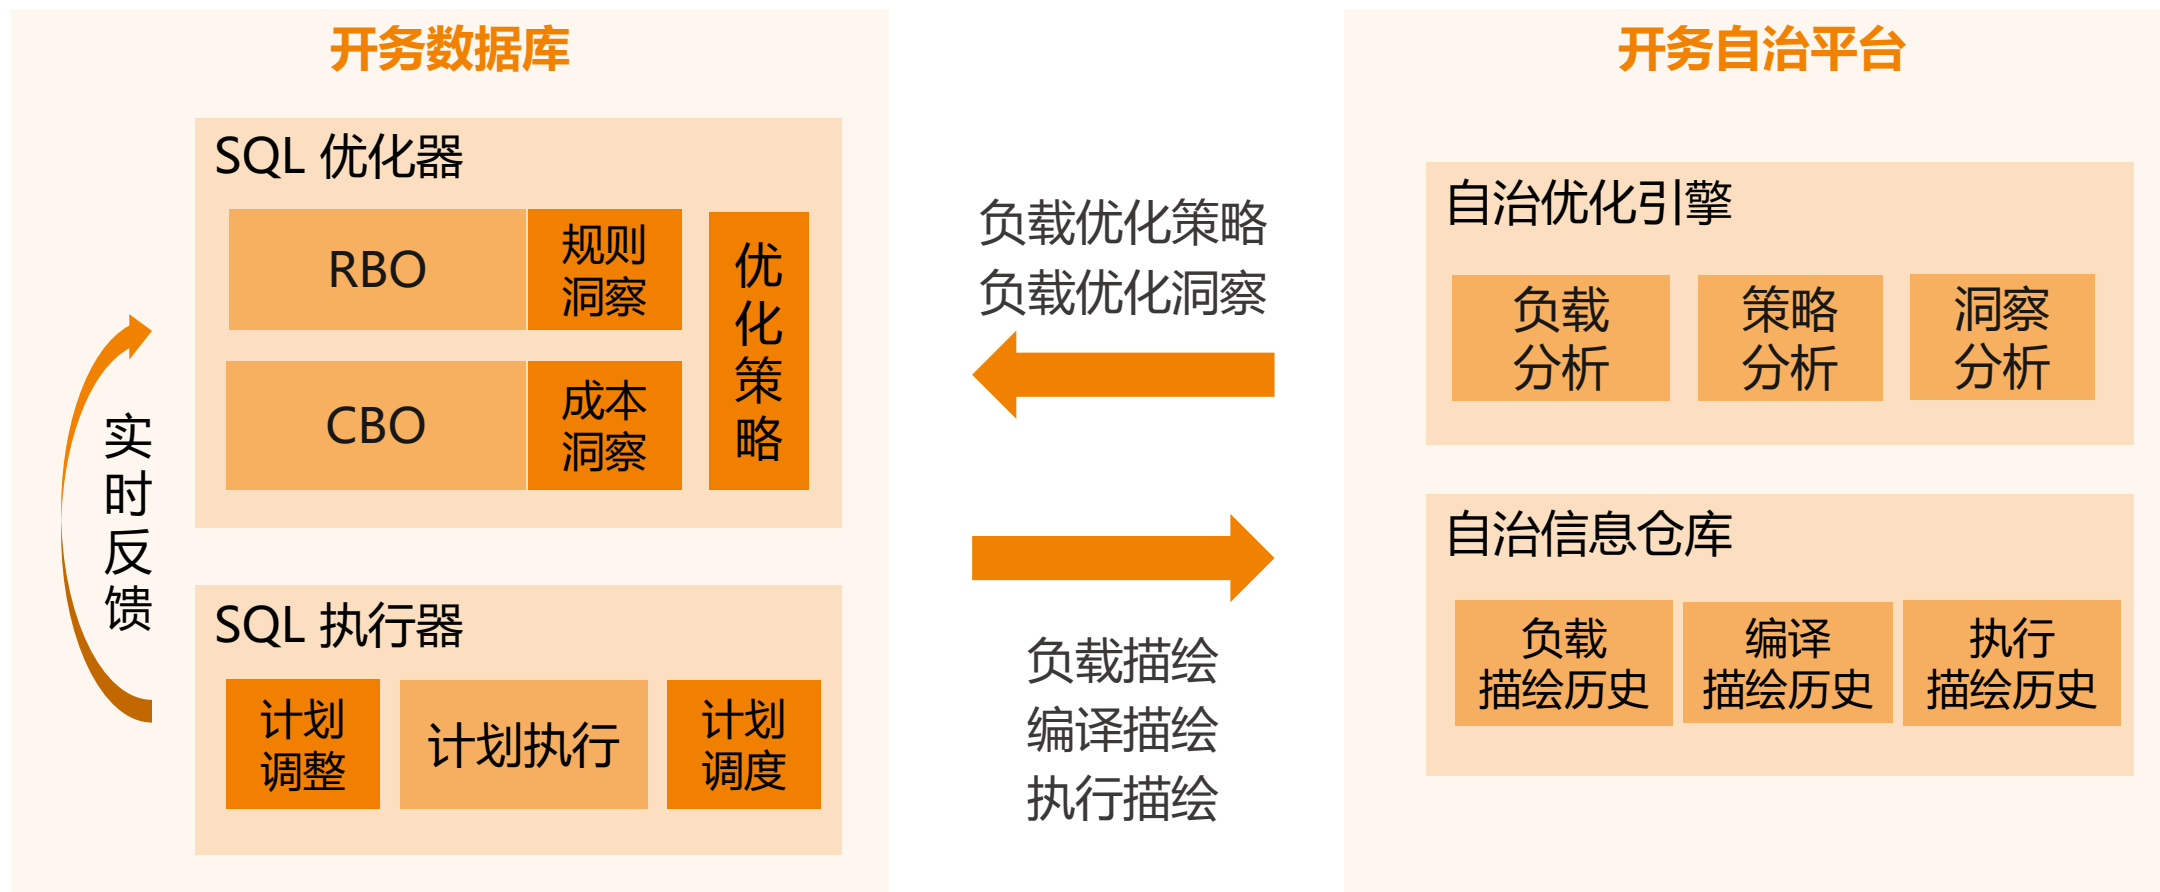 开务数据库
SQL 优化器
RBO
规则
洞察
CBO
成本
洞察
优
化
策
略
实
时
反
馈
SQL 执行器
计划
调整
计划执行
计划
调度
负载优化策略
负载优化洞察
负载描绘
编译描绘
执行描绘
开务自治平台
自治优化引擎
负载
分析
策略
分析
洞察
分析
自治信息仓库
负载
描绘历史
编译
描绘历史
执行
描绘历史